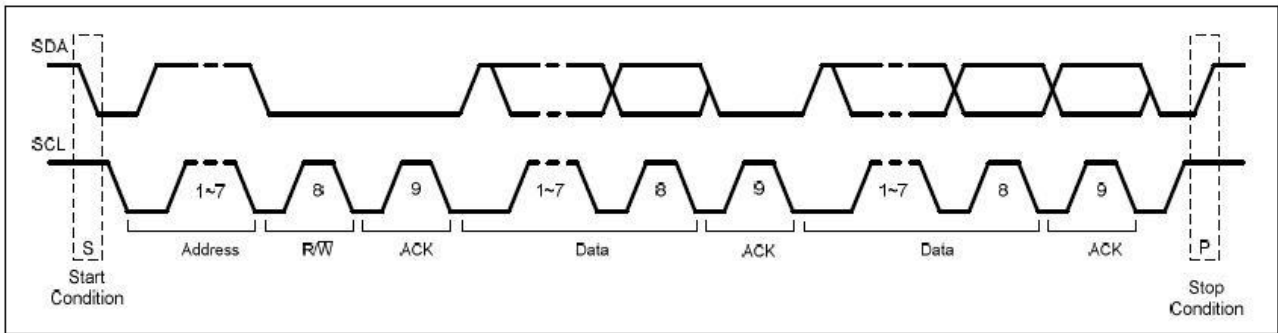 SDA
SCL
1~7 8 9 1~7 8 9 1~7 8 9
S Address R/W̅ ACK Data ACK Data ACK P
Start
Condition
Stop
Condition